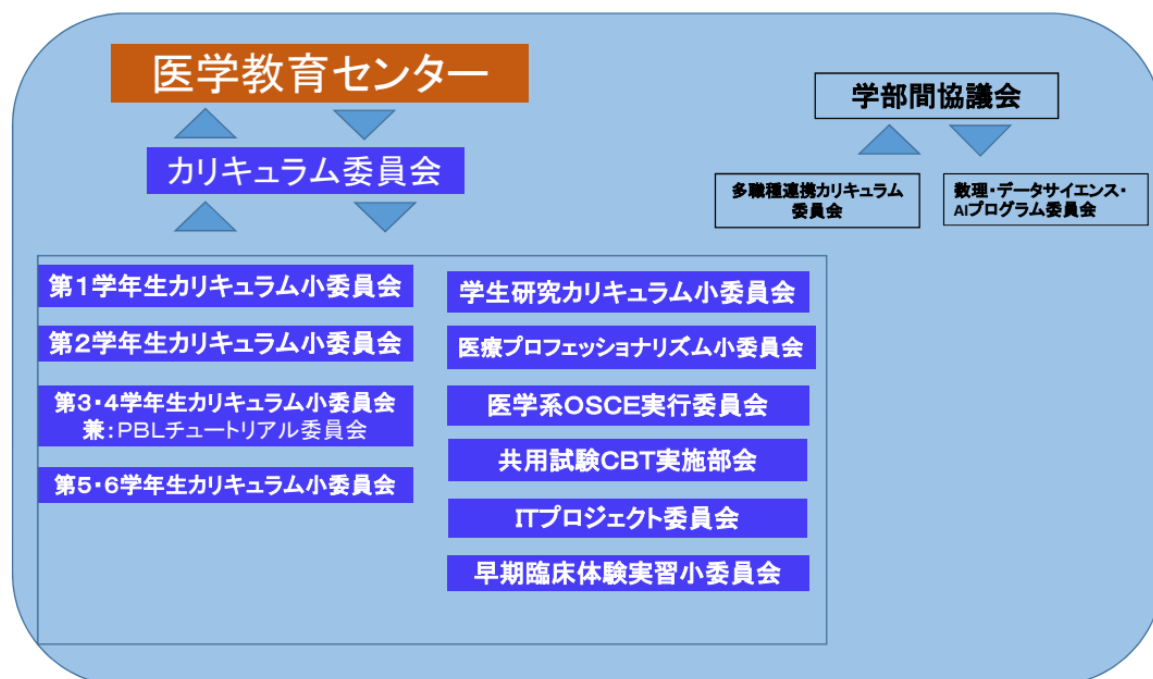 医学教育センター
学部間協議会
カリキュラム委員会
多職種連携カリキュラム
委員会
数理・データサイエンス・
AIプログラム委員会
第1学年生カリキュラム小委員会
第2学年生カリキュラム小委員会
第3・4学年生カリキュラム小委員会
兼:PBLチュートリアル委員会
第5・6学年生カリキュラム小委員会
学生研究カリキュラム小委員会
医療プロフェッショナリズム小委員会
医学系OSCE実行委員会
共用試験CBT実施部会
ITプロジェクト委員会
早期臨床体験実習小委員会